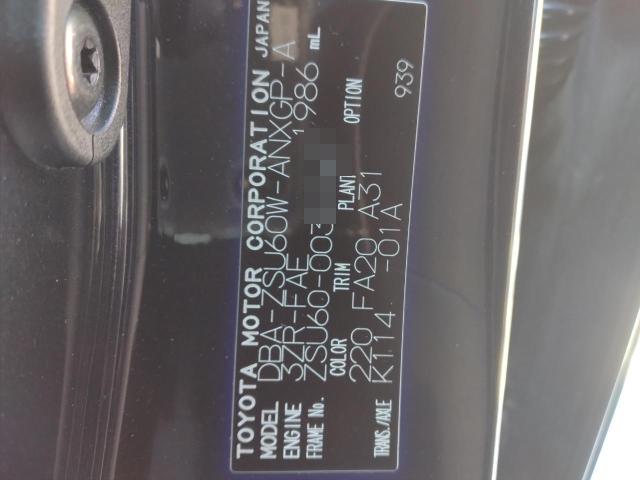 TOYOTA MOTOR CORPORATION JAPAN
MODEL DBA-ZSU60W-ANXGP-A
ENGINE 3ZR-FAE 1986 mL
FRAME No. ZSU60-003
COLOR TRIM PLANT OPTION
220 FA20 A31 939
TRANS./AXLE K114 -01A